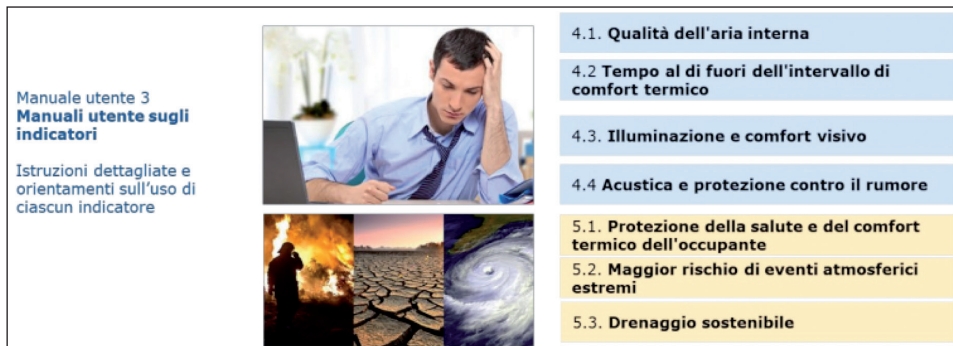 Manuale utente 3
Manuali utente sugli
indicatori
Istruzioni dettagliate e
orientamenti sull'uso di
ciascun indicatore
4.1. Qualità dell'aria interna
4.2 Tempo al di fuori dell'intervallo di
comfort termico
4.3. Illuminazione e comfort visivo
4.4 Acustica e protezione contro il rumore
5.1. Protezione della salute e del comfort
termico dell'occupante
5.2. Maggior rischio di eventi atmosferici
estremi
5.3. Drenaggio sostenibile